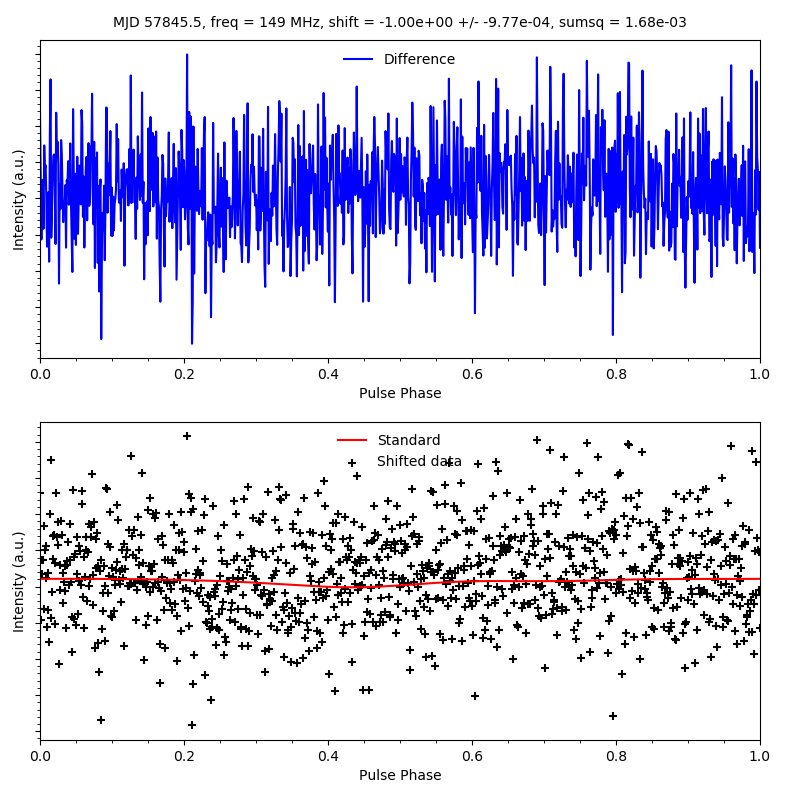 MJD 57845.5, freq = 149 MHz, shift = -1.00e+00 +/- -9.77e-04, sumsq = 1.68e-03
Difference
Intensity (a.u.)
0.0 0.2 0.4 0.6 0.8 1.0
Pulse Phase
Standard
Shifted data
Intensity (a.u.)
0.0 0.2 0.4 0.6 0.8 1.0
Pulse Phase